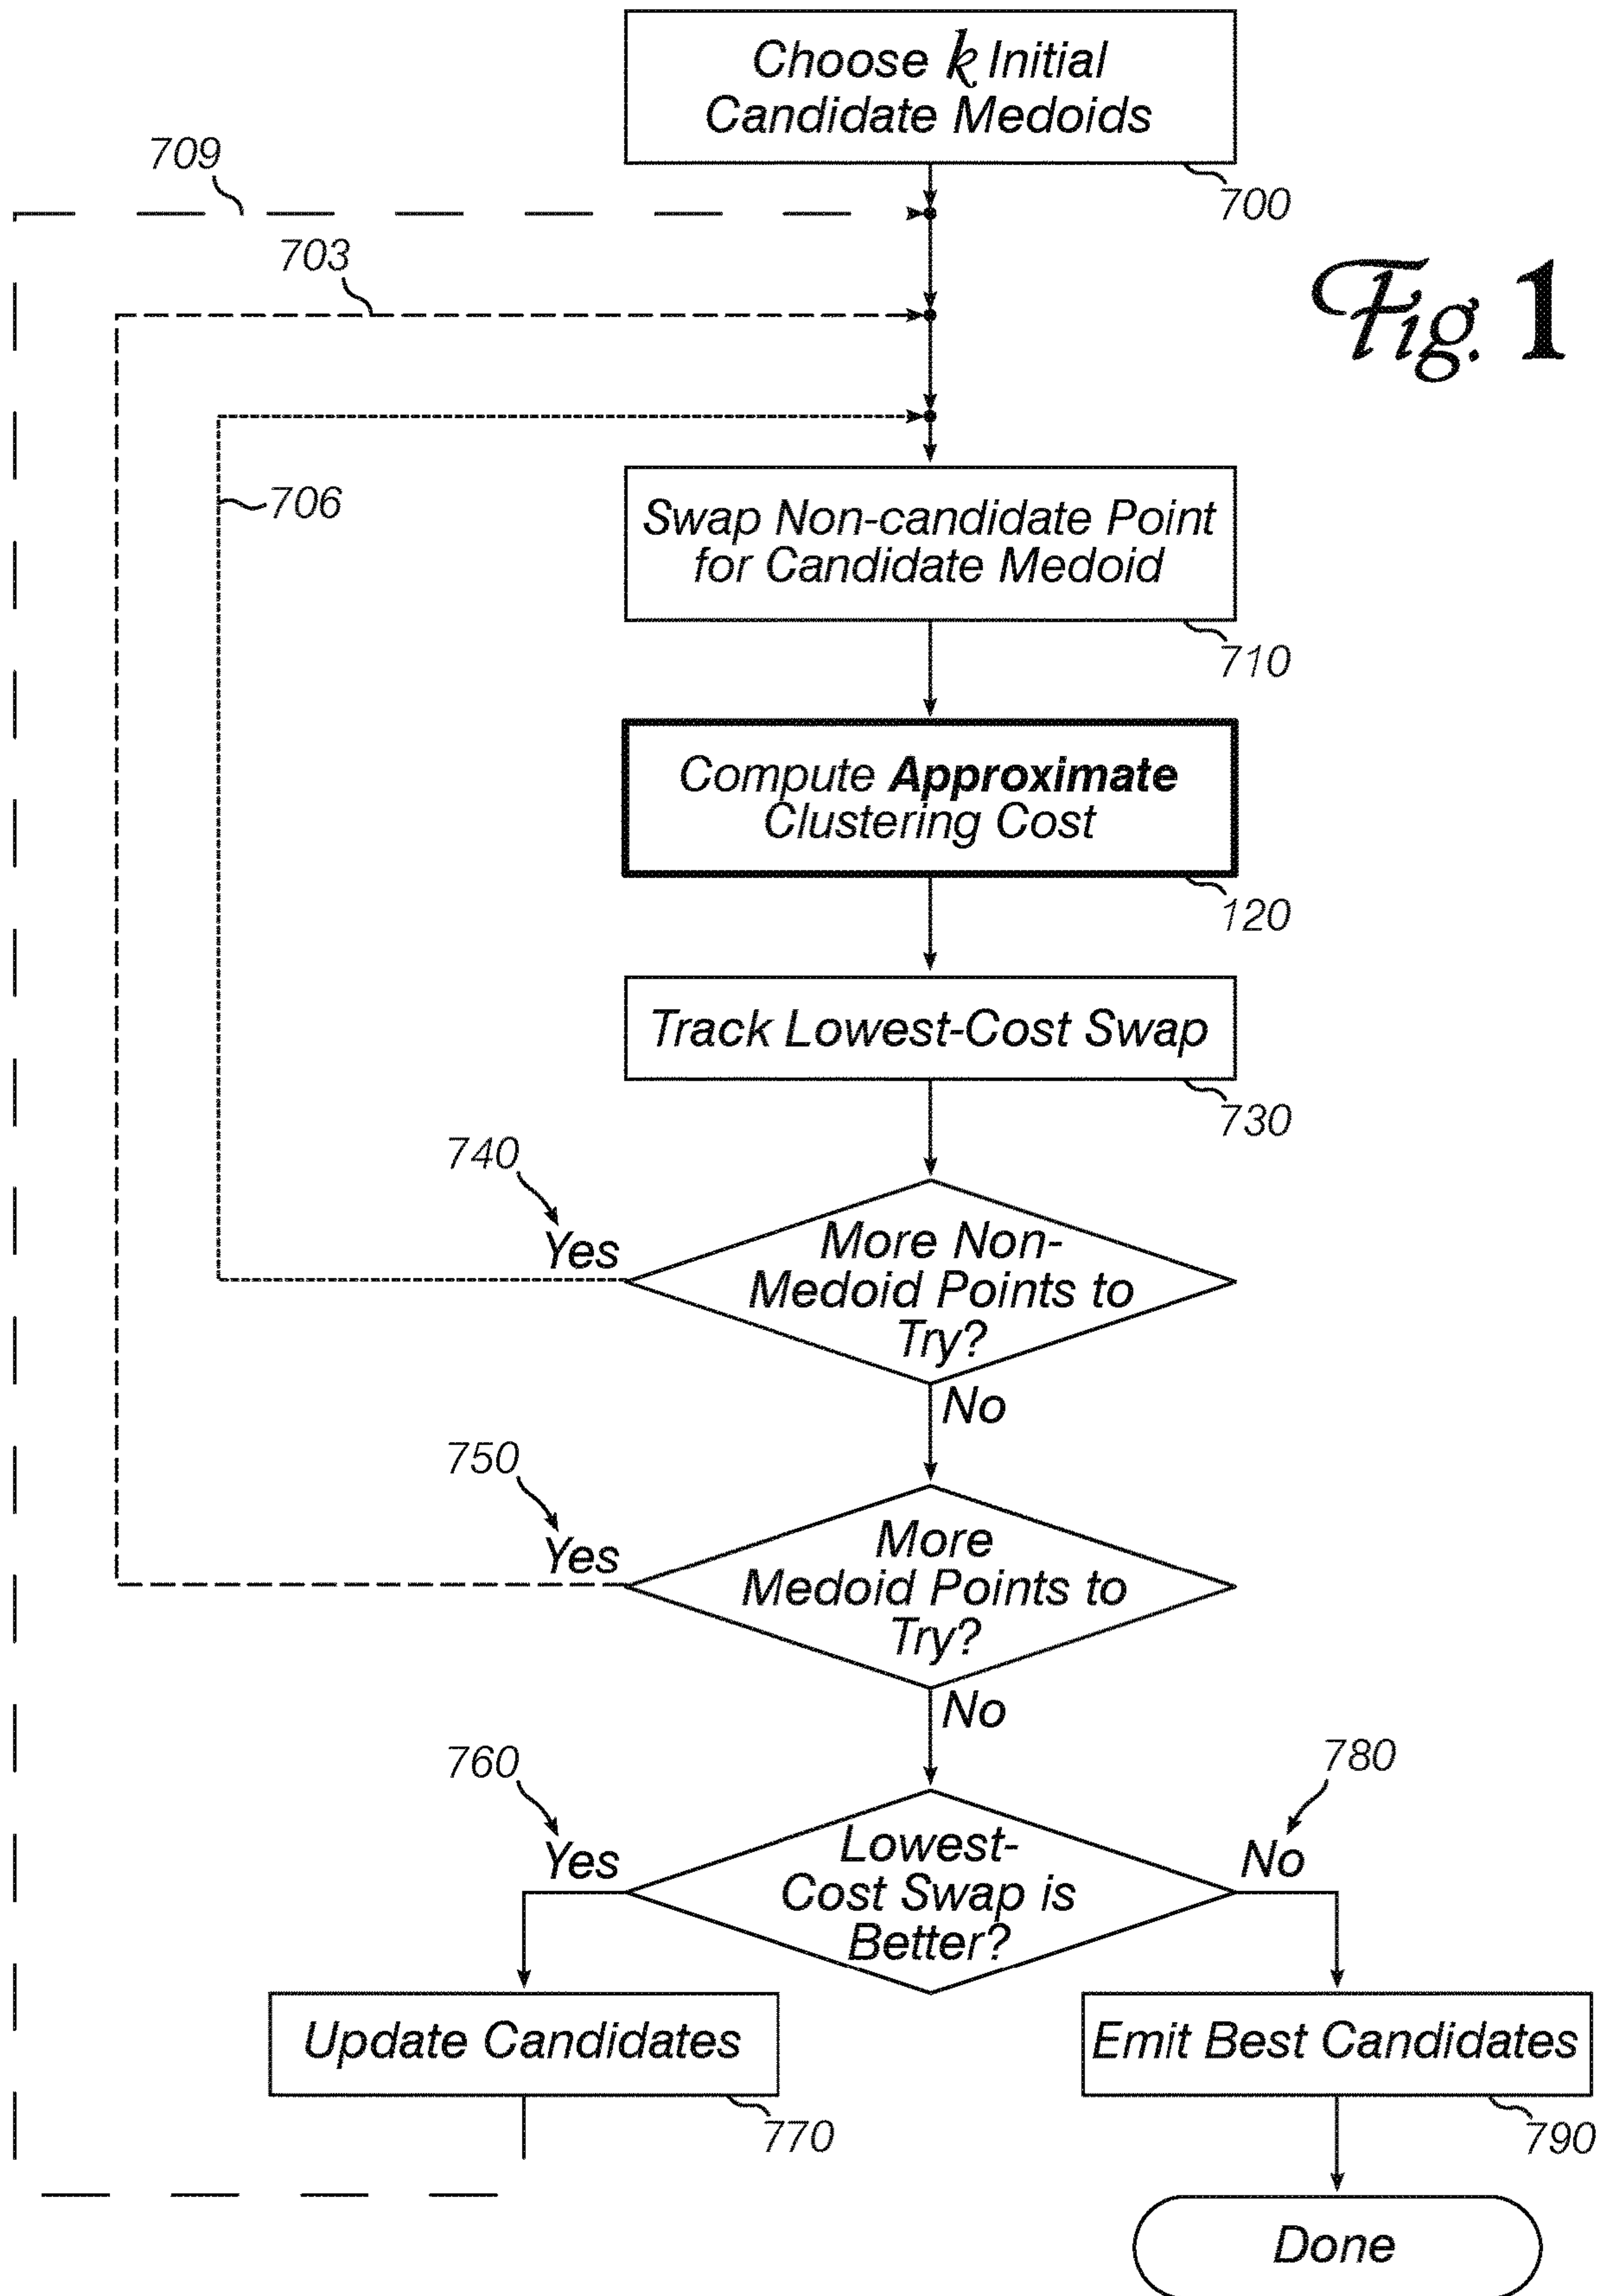 Choose k Initial
Candidate Medoids
700
709
703
Fig. 1
706
Swap Non-candidate Point
for Candidate Medoid
710
Compute Approximate
Clustering Cost
120
Track Lowest-Cost Swap
730
740
Yes
More Non-
Medoid Points to
Try?
No
750
Yes
More
Medoid Points to
Try?
No
760
780
Yes
Lowest-
Cost Swap is
Better?
No
Update Candidates
770
Emit Best Candidates
790
Done